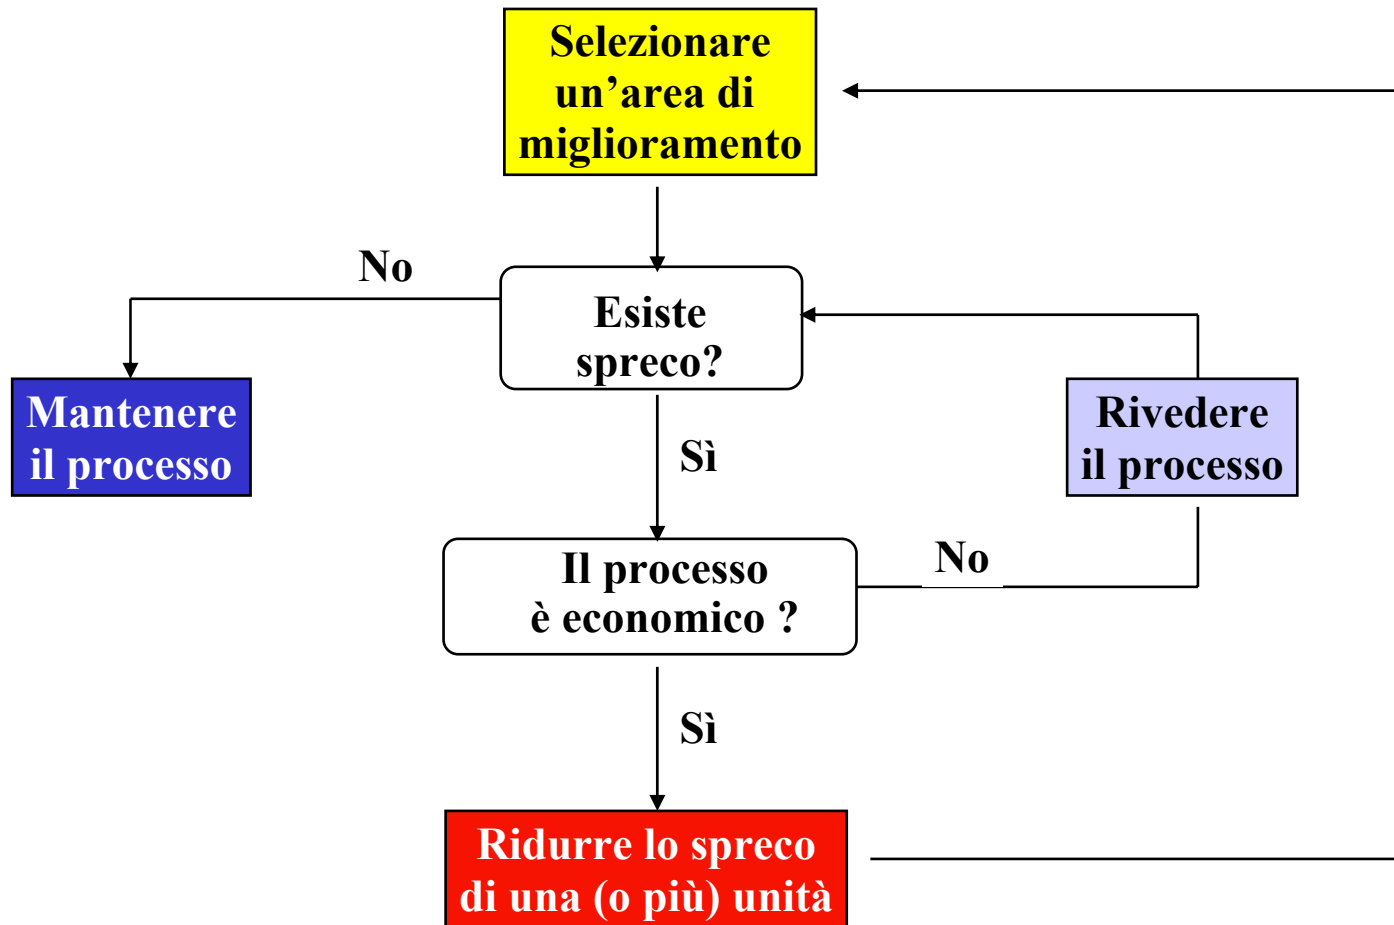 Selezionare
un’area di
miglioramento
No
Esiste
spreco?
Mantenere
il processo
Rivedere
il processo
Sì
Il processo
è economico ?
No
Sì
Ridurre lo spreco
di una (o più) unità